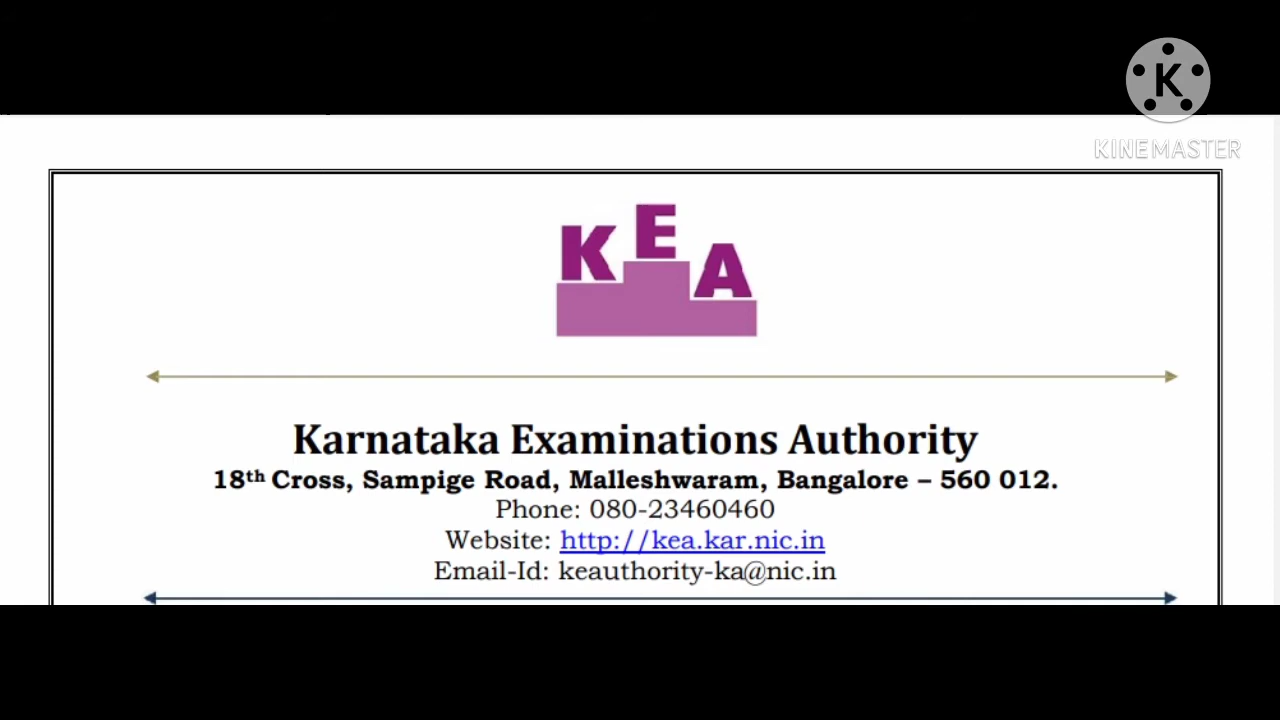 K
KINEMASTER
K E A
Karnataka Examinations Authority
18th Cross, Sampige Road, Malleshwaram, Bangalore – 560 012.
Phone: 080-23460460
Website: http://kea.kar.nic.in
Email-Id: keauthority-ka@nic.in